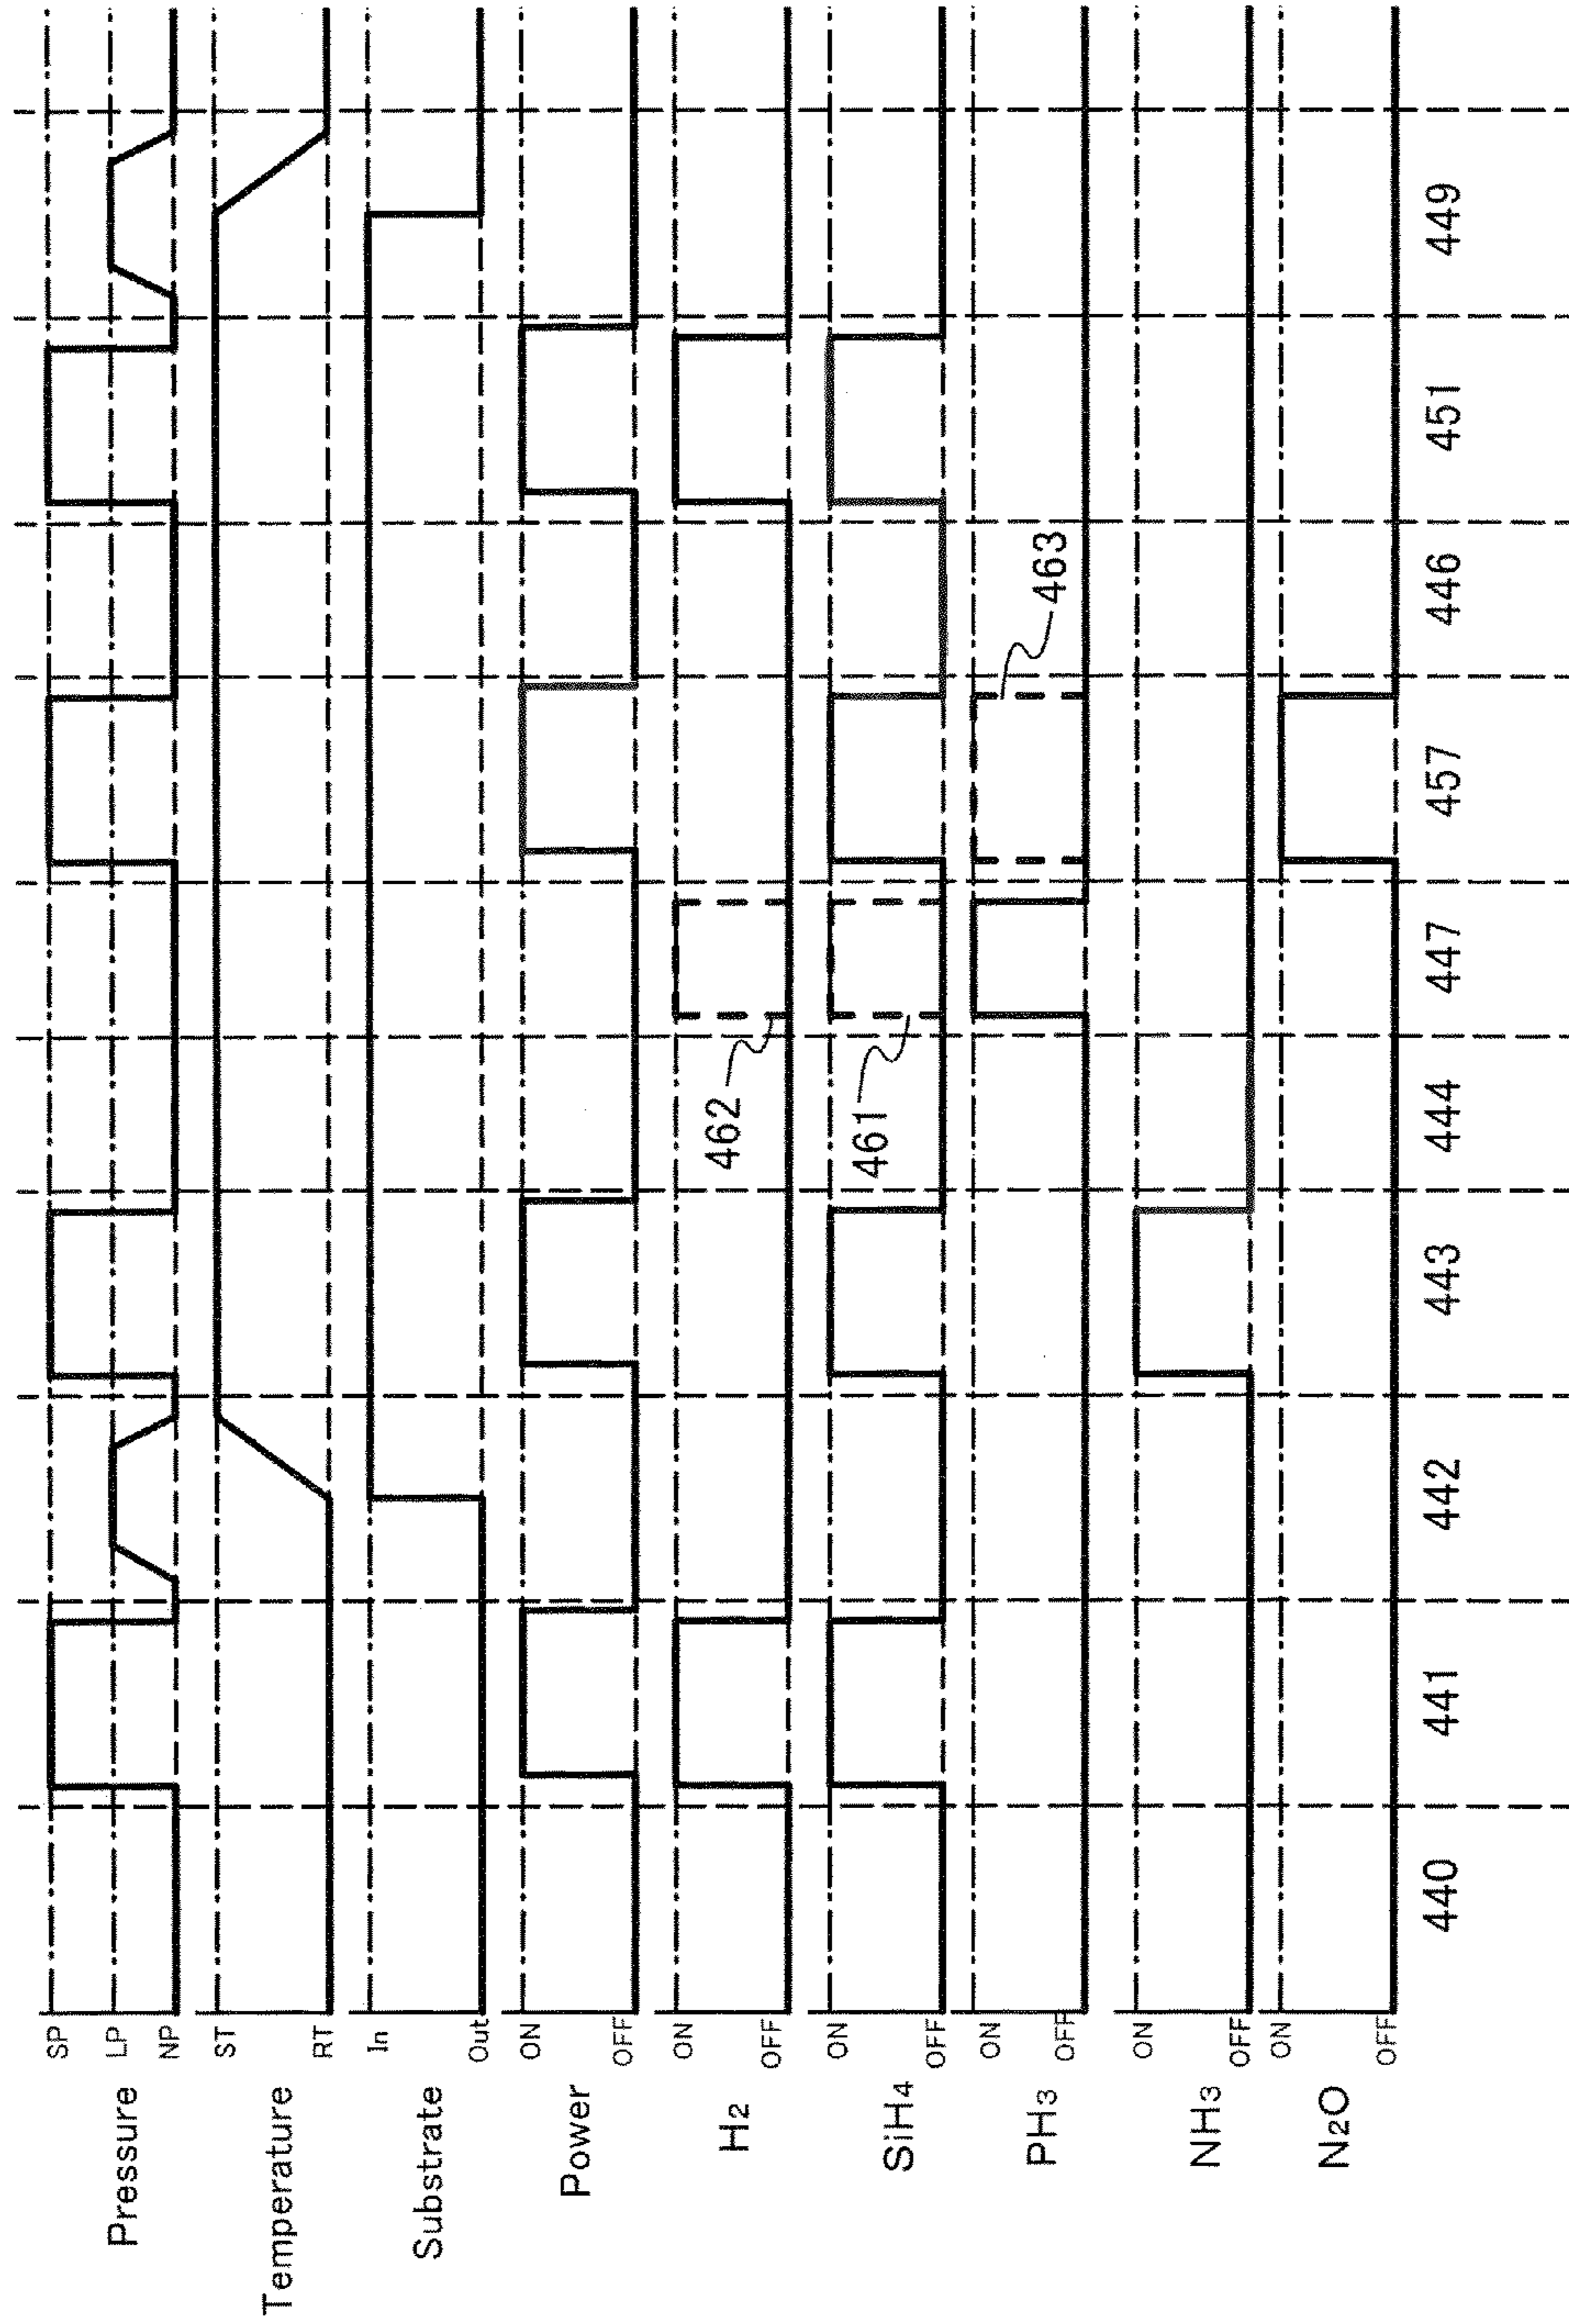 Pressure
SP
LP
NP
Temperature
ST
RT
Substrate
In
Out
Power
ON
OFF
H2
ON
OFF
462
SiH4
ON
OFF
461
PH3
ON
OFF
463
NH3
ON
OFF
N2O
ON
OFF
440 441 442 443 444 447 457 446 451 449